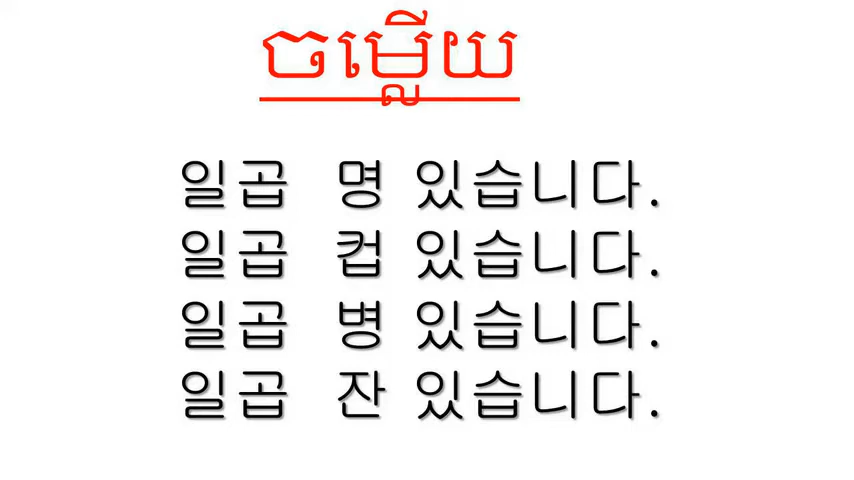 ចម្លើយ
일곱 명 있습니다.
일곱 컵 있습니다.
일곱 병 있습니다.
일곱 잔 있습니다.